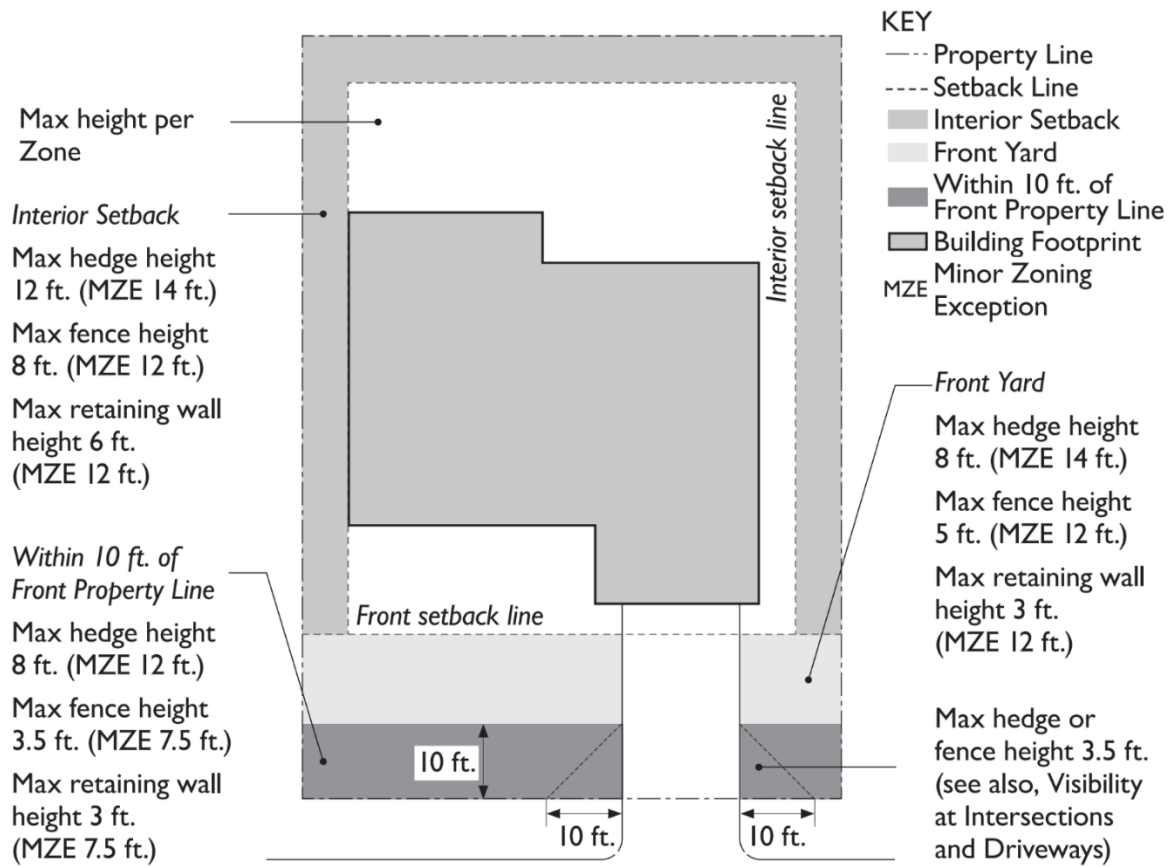 Max height per
Zone
Interior Setback
Max hedge height
12 ft. (MZE 14 ft.)
Max fence height
8 ft. (MZE 12 ft.)
Max retaining wall
height 6 ft.
(MZE 12 ft.)
Within 10 ft. of
Front Property Line
Max hedge height
8 ft. (MZE 12 ft.)
Max fence height
3.5 ft. (MZE 7.5 ft.)
Max retaining wall
height 3 ft.
(MZE 7.5 ft.)
Interior setback line
Front setback line
10 ft.
10 ft.
10 ft.
KEY
Property Line
Setback Line
Interior Setback
Front Yard
Within 10 ft. of
Front Property Line
Building Footprint
MZE Minor Zoning
Exception
Front Yard
Max hedge height
8 ft. (MZE 14 ft.)
Max fence height
5 ft. (MZE 12 ft.)
Max retaining wall
height 3 ft.
(MZE 12 ft.)
Max hedge or
fence height 3.5 ft.
(see also, Visibility
at Intersections
and Driveways)